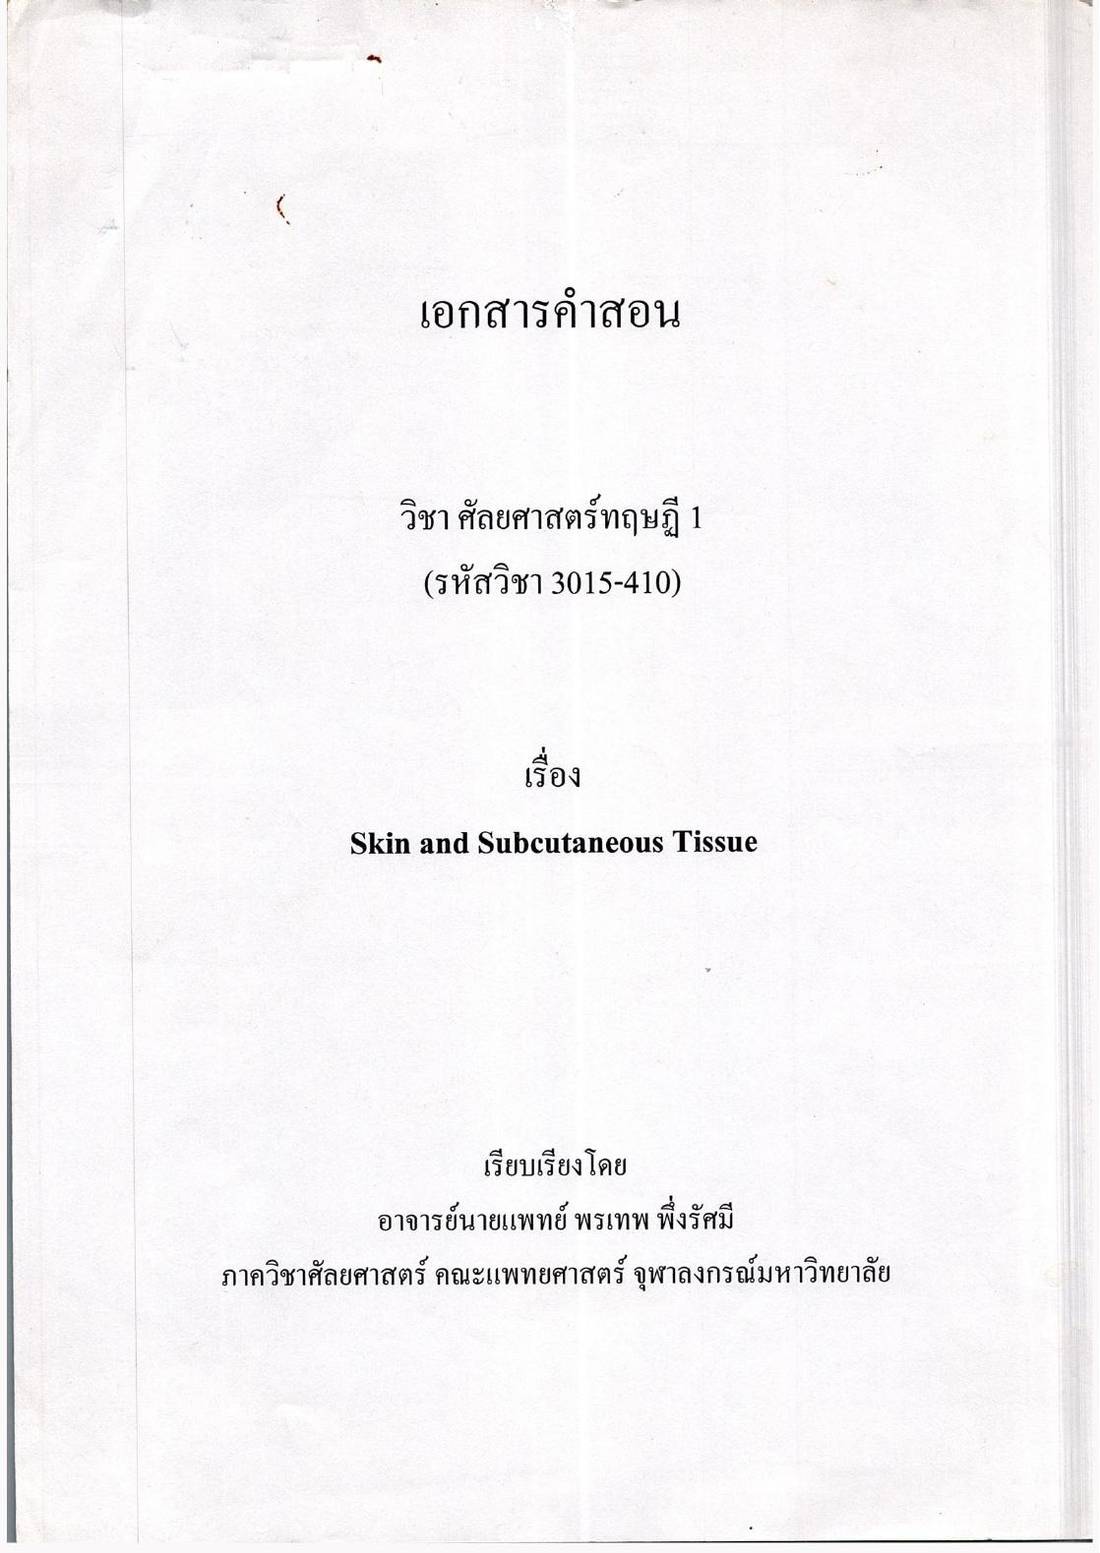 เอกสารคำสอน
วิชา ศัลยศาสตร์ทฤษฏี 1
(รหัสวิชา 3015-410)
เรื่อง
Skin and Subcutaneous Tissue
เรียบเรียงโดย
อาจารย์นายแพทย์ พรเทพ พึ่งรัศมี
ภาควิชาศัลยศาสตร์ คณะแพทยศาสตร์ จุฬาลงกรณ์มหาวิทยาลัย